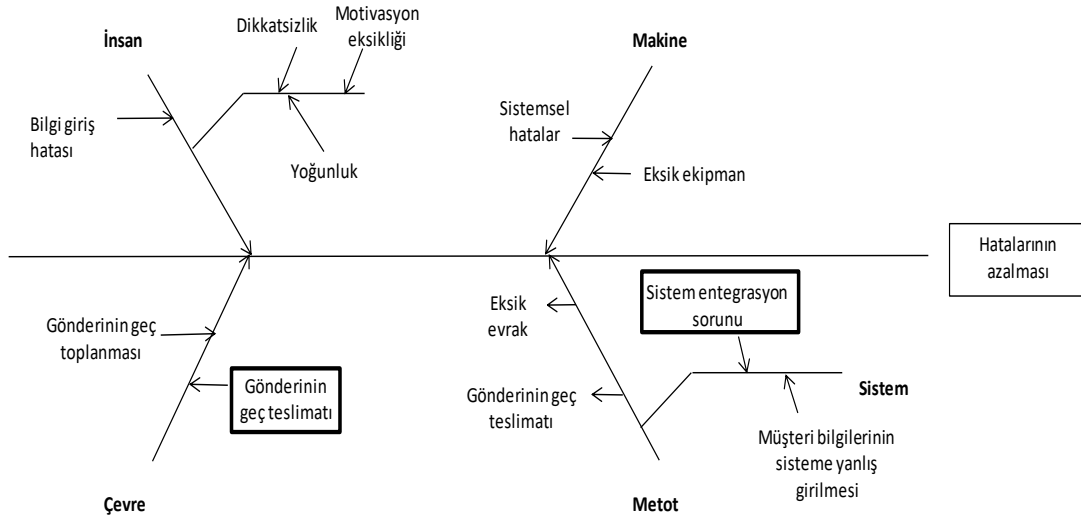 İnsan
Dikkatsizlik
Motivasyon
eksikliği
Bilgi giriş
hatası
Yoğunluk
Makine
Sistemsel
hatalar
Eksik ekipman
Hatalarının
azalması
Gönderinin geç
toplanması
Gönderinin
geç teslimatı
Çevre
Eksik
evrak
Sistem entegrasyon
sorunu
Gönderinin geç
teslimatı
Sistem
Müşteri bilgilerinin
sisteme yanlış
girilmesi
Metot